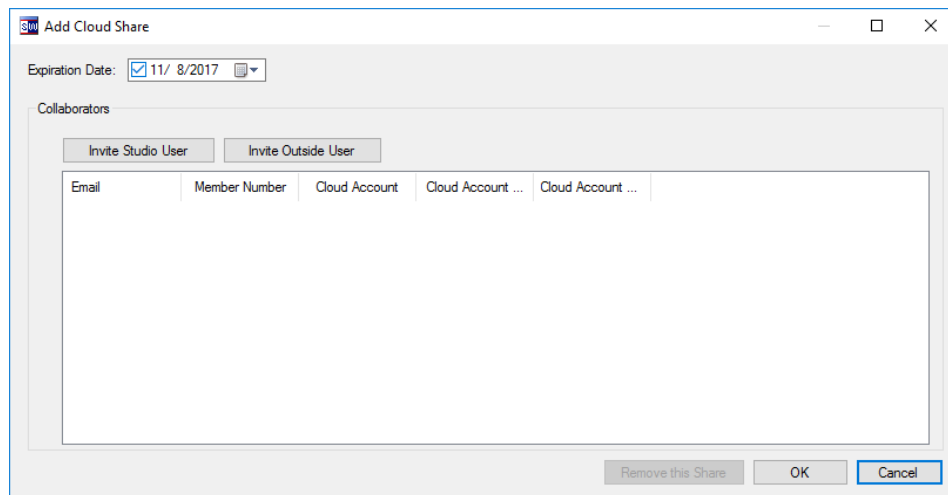 SW Add Cloud Share
Expiration Date: 11/ 8/2017
Collaborators
Invite Studio User Invite Outside User
Email Member Number Cloud Account Cloud Account ... Cloud Account ...
Remove this Share OK Cancel